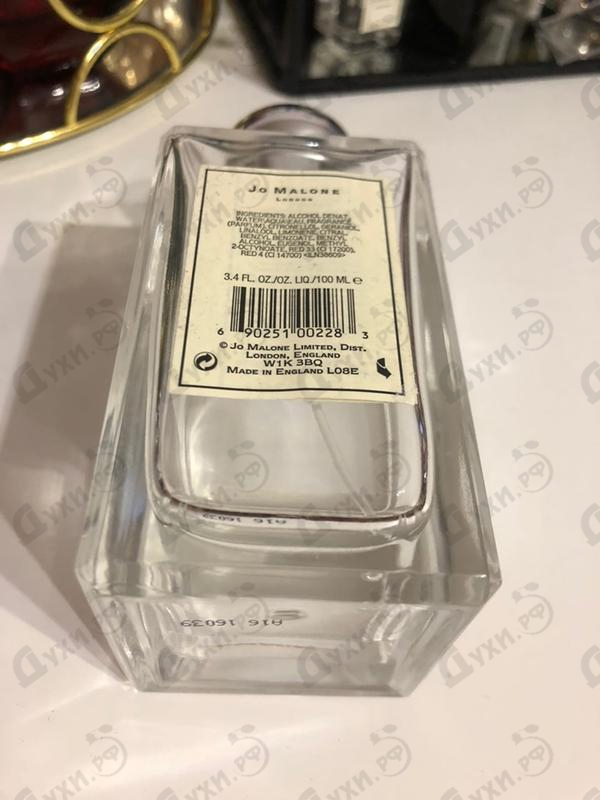 Jo Malone
London
INGREDIENTS: ALCOHOL DENAT.
WATER\AQUA\EAU, FRAGRANCE
(PARFUM), CITRONELLOL, GERANIOL,
LINALOOL, LIMONENE, CITRAL,
BENZYL BENZOATE, BENZYL
ALCOHOL, EUGENOL, METHYL
2-OCTYNOATE, RED 33 (CI 17200),
RED 4 (CI 14700) <ILN38609>
3.4 FL. OZ./OZ. LIQ./100 ML ℮
6 90251 00228 3
© Jo Malone Limited, Dist.
London, England
W1K 3BQ
Made in England L08E
A16 16039
A16 16039
Духи.рф